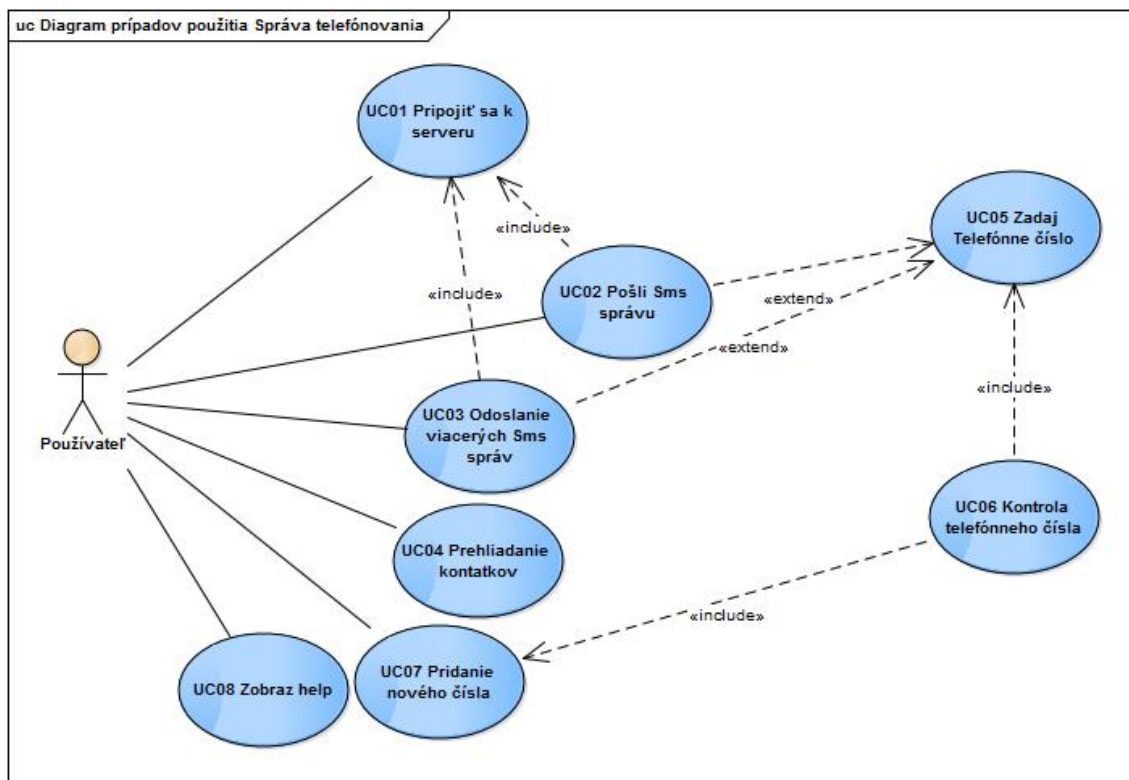 uc Diagram prípadov použitia Správa telefónovania
UC01 Pripojiť sa k
serveru
«include»
UC05 Zadaj
Telefónne číslo
UC02 Pošli Sms
správu
«include»
«extend»
«extend»
Používateľ
UC03 Odoslanie
viacerých Sms
správ
«include»
UC06 Kontrola
telefónneho čísla
UC04 Prehliadanie
kontatkov
«include»
UC07 Pridanie
nového čísla
UC08 Zobraz help